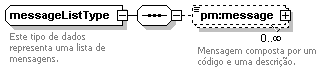 messageListType
pm:message
0..∞
Este tipo de dados
representa uma lista de
mensagens.
Mensagem composta por um
código e uma descrição.